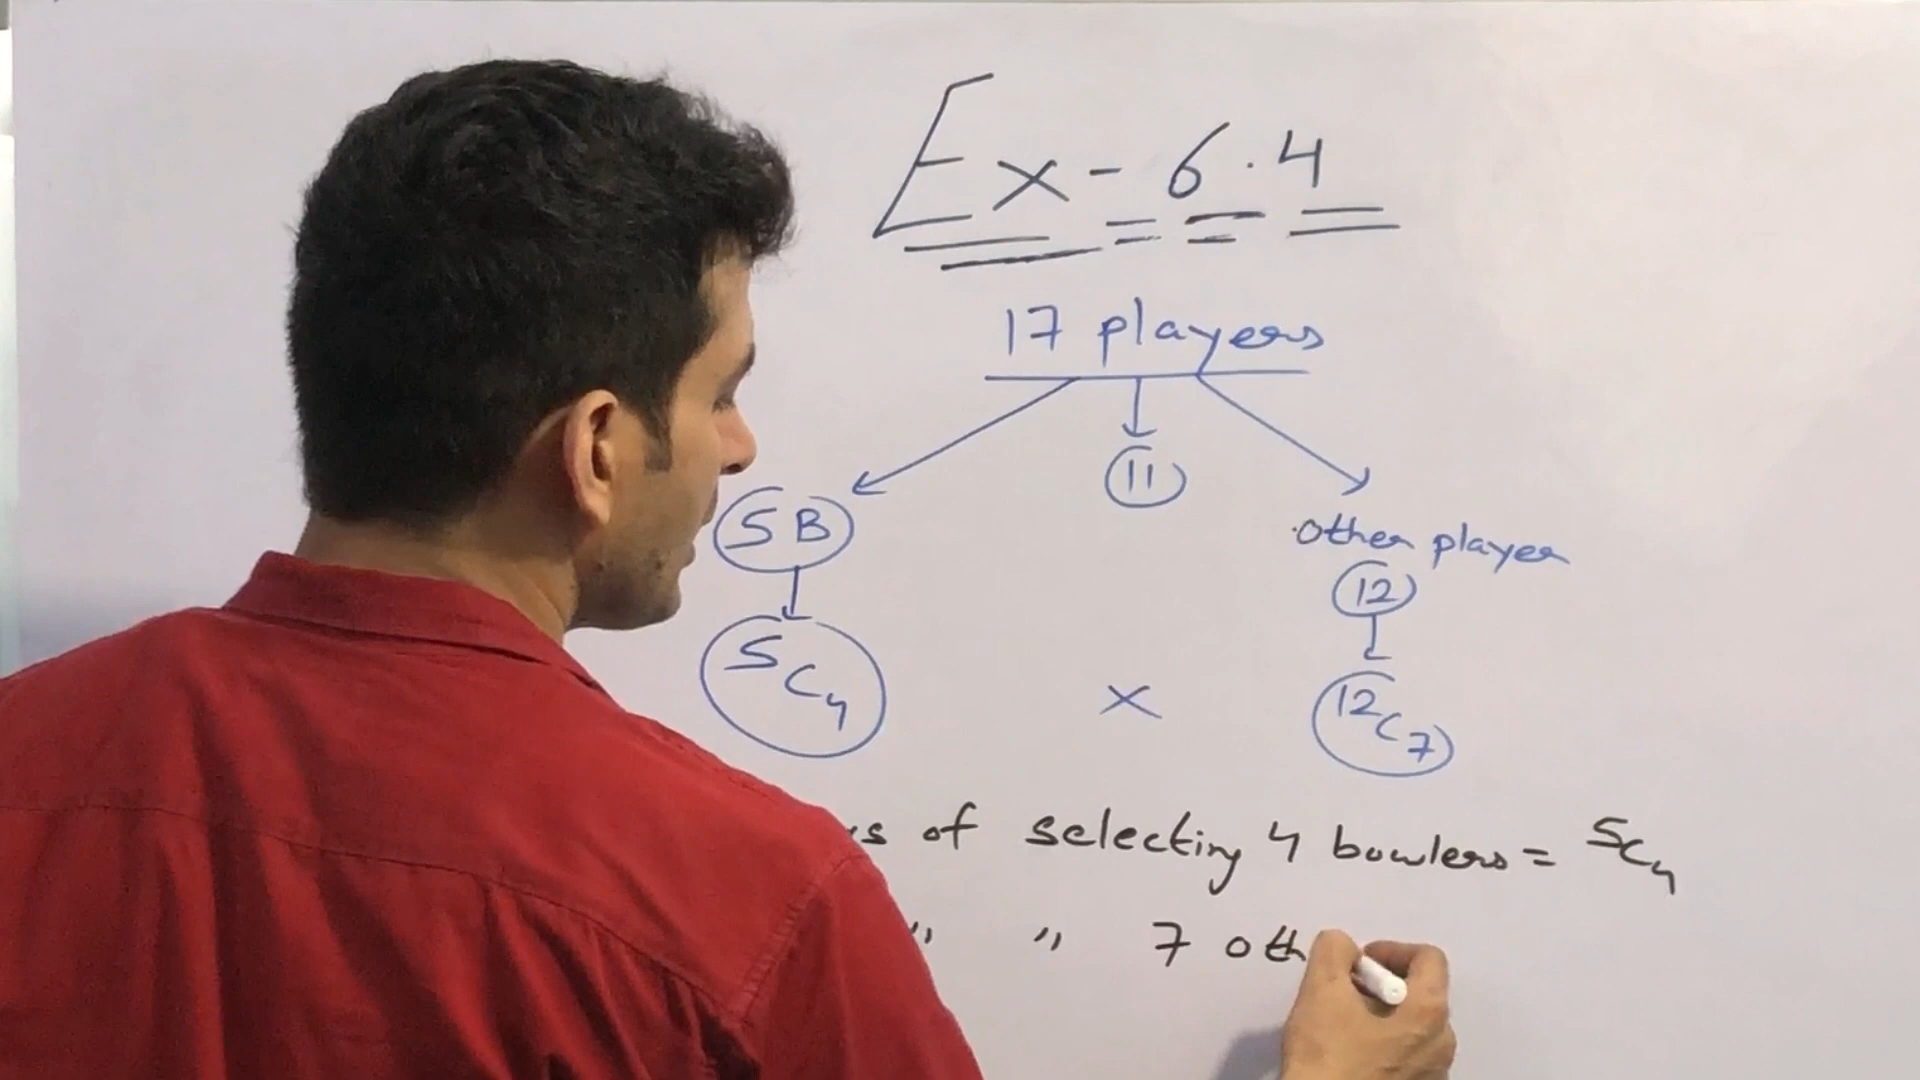 Ex - 6.4
17 players
11
5B
other player
12
5C4
x
12C7
of selecting 4 bowlers = 5C4
" " 7 oth